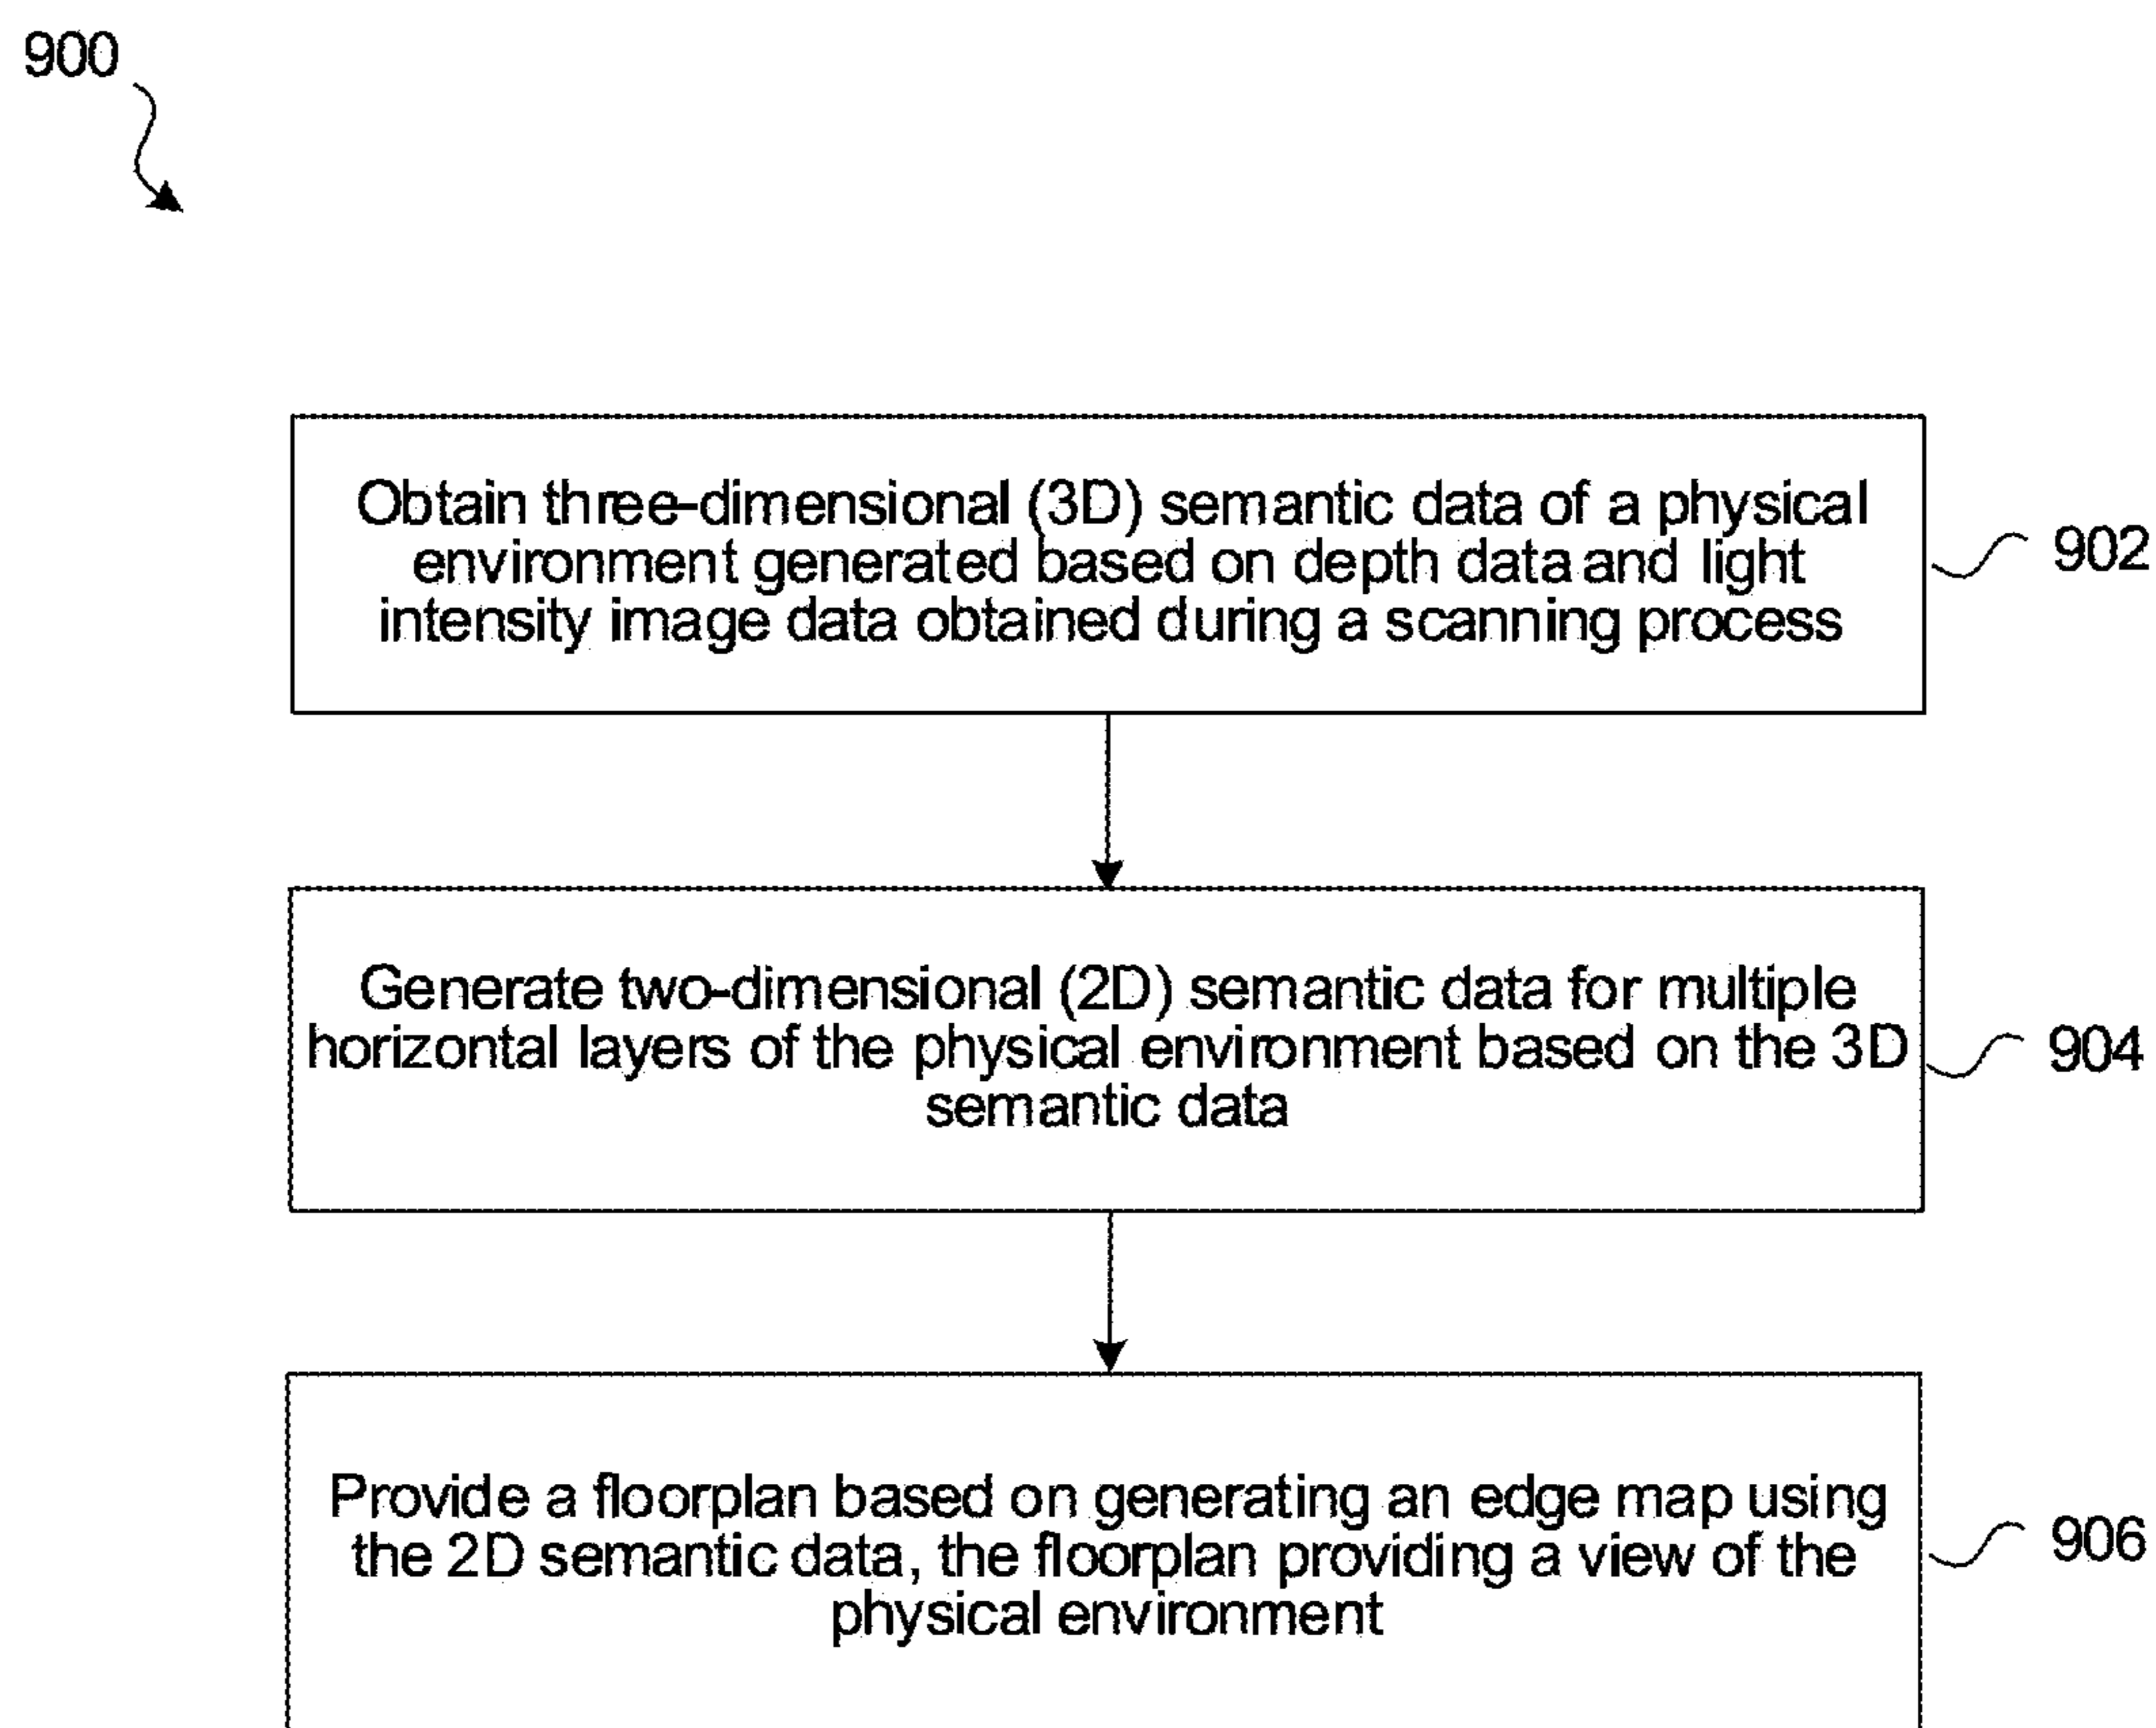 900
Obtain three-dimensional (3D) semantic data of a physical
environment generated based on depth data and light
intensity image data obtained during a scanning process
902
Generate two-dimensional (2D) semantic data for multiple
horizontal layers of the physical environment based on the 3D
semantic data
904
Provide a floorplan based on generating an edge map using
the 2D semantic data, the floorplan providing a view of the
physical environment
906